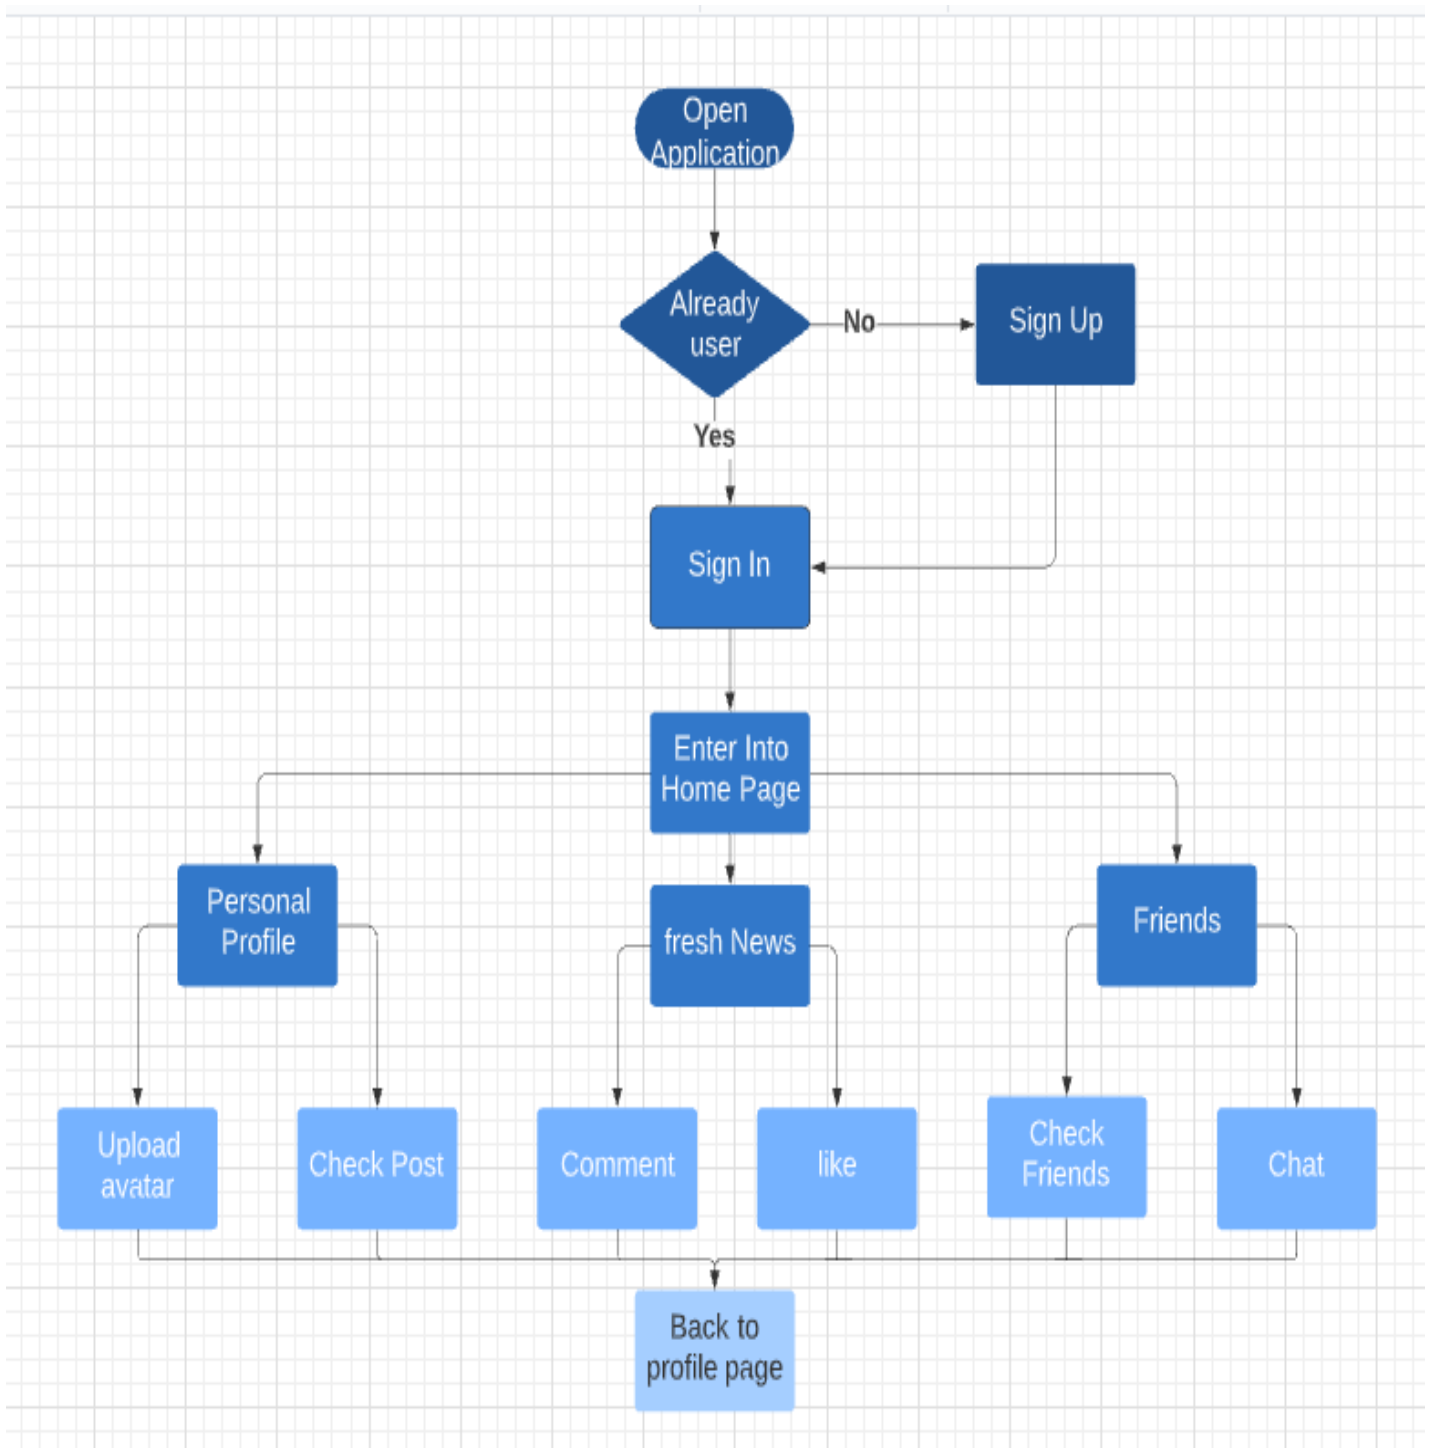 Open
Application
Already
user
No
Sign Up
Yes
Sign In
Enter Into
Home Page
Personal
Profile
fresh News
Friends
Upload
avatar
Check Post
Comment
like
Check
Friends
Chat
Back to
profile page